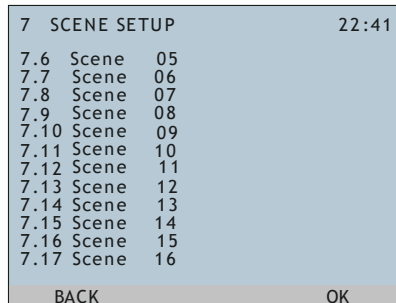 7 SCENE SETUP 22:41
7.6 Scene 05
7.7 Scene 06
7.8 Scene 07
7.9 Scene 08
7.10 Scene 09
7.11 Scene 10
7.12 Scene 11
7.13 Scene 12
7.14 Scene 13
7.15 Scene 14
7.16 Scene 15
7.17 Scene 16
BACK OK